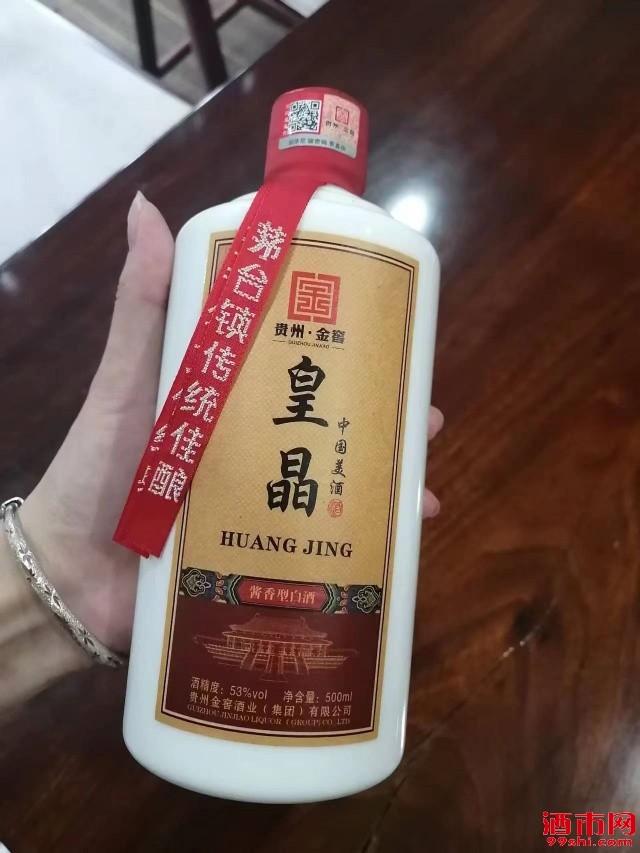 茅台镇传统佳酿
贵州·金窖
GUIZHOU JINJIAO
皇晶
中国美酒
HUANG JING
酱香型白酒
酒精度：53%vol 净含量：500ml
贵州金窖酒业（集团）有限公司
GUIZHOU JINJIAO LIQUOR (GROUP) CO. LTD
酒市网
99shi.com